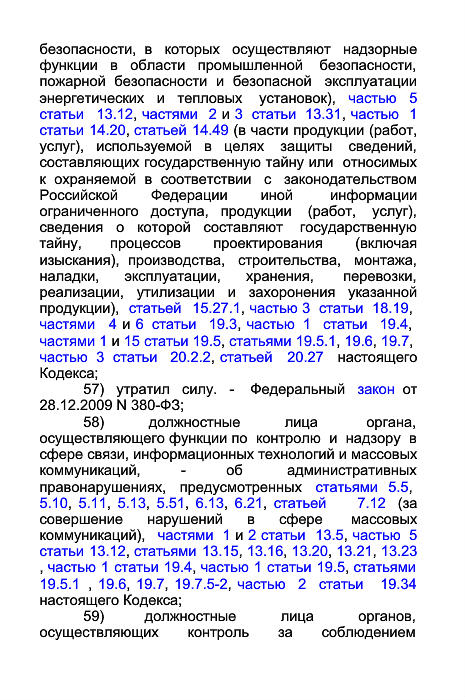 безопасности, в которых осуществляют надзорные
функции в области промышленной безопасности,
пожарной безопасности и безопасной эксплуатации
энергетических и тепловых установок), частью 5
статьи 13.12, частями 2 и 3 статьи 13.31, частью 1
статьи 14.20, статьей 14.49 (в части продукции (работ,
услуг), используемой в целях защиты сведений,
составляющих государственную тайну или относимых
к охраняемой в соответствии с законодательством
Российской Федерации иной информации
ограниченного доступа, продукции (работ, услуг),
сведения о которой составляют государственную
тайну, процессов проектирования (включая
изыскания), производства, строительства, монтажа,
наладки, эксплуатации, хранения, перевозки,
реализации, утилизации и захоронения указанной
продукции), статьей 15.27.1, частью 3 статьи 18.19,
частями 4 и 6 статьи 19.3, частью 1 статьи 19.4,
частями 1 и 15 статьи 19.5, статьями 19.5.1, 19.6, 19.7,
частью 3 статьи 20.2.2, статьей 20.27 настоящего
Кодекса;
57) утратил силу. - Федеральный закон от
28.12.2009 N 380-ФЗ;
58) должностные лица органа,
осуществляющего функции по контролю и надзору в
сфере связи, информационных технологий и массовых
коммуникаций, - об административных
правонарушениях, предусмотренных статьями 5.5,
5.10, 5.11, 5.13, 5.51, 6.13, 6.21, статьей 7.12 (за
совершение нарушений в сфере массовых
коммуникаций), частями 1 и 2 статьи 13.5, частью 5
статьи 13.12, статьями 13.15, 13.16, 13.20, 13.21, 13.23
, частью 1 статьи 19.4, частью 1 статьи 19.5, статьями
19.5.1 , 19.6, 19.7, 19.7.5-2, частью 2 статьи 19.34
настоящего Кодекса;
59) должностные лица органов,
осуществляющих контроль за соблюдением